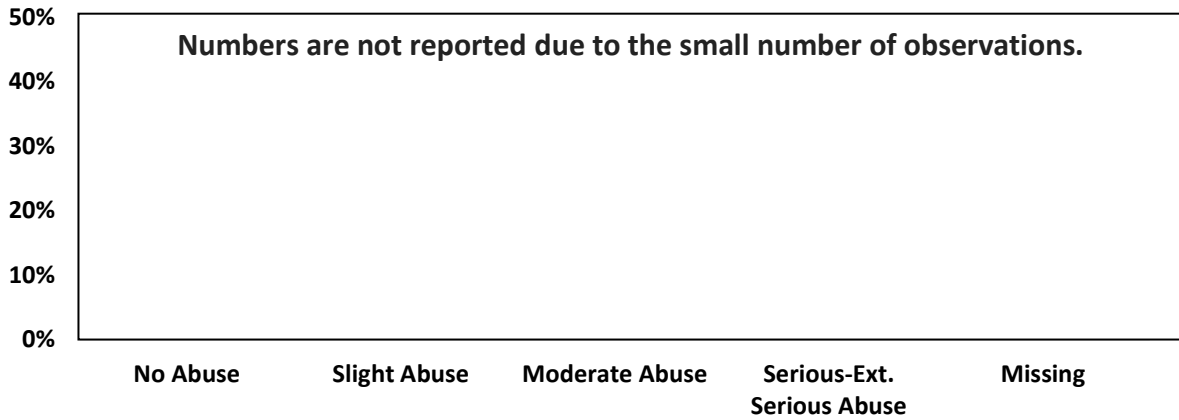 50%
Numbers are not reported due to the small number of observations.
40%
30%
20%
10%
0%
No Abuse
Slight Abuse
Moderate Abuse
Serious-Ext.
Serious Abuse
Missing